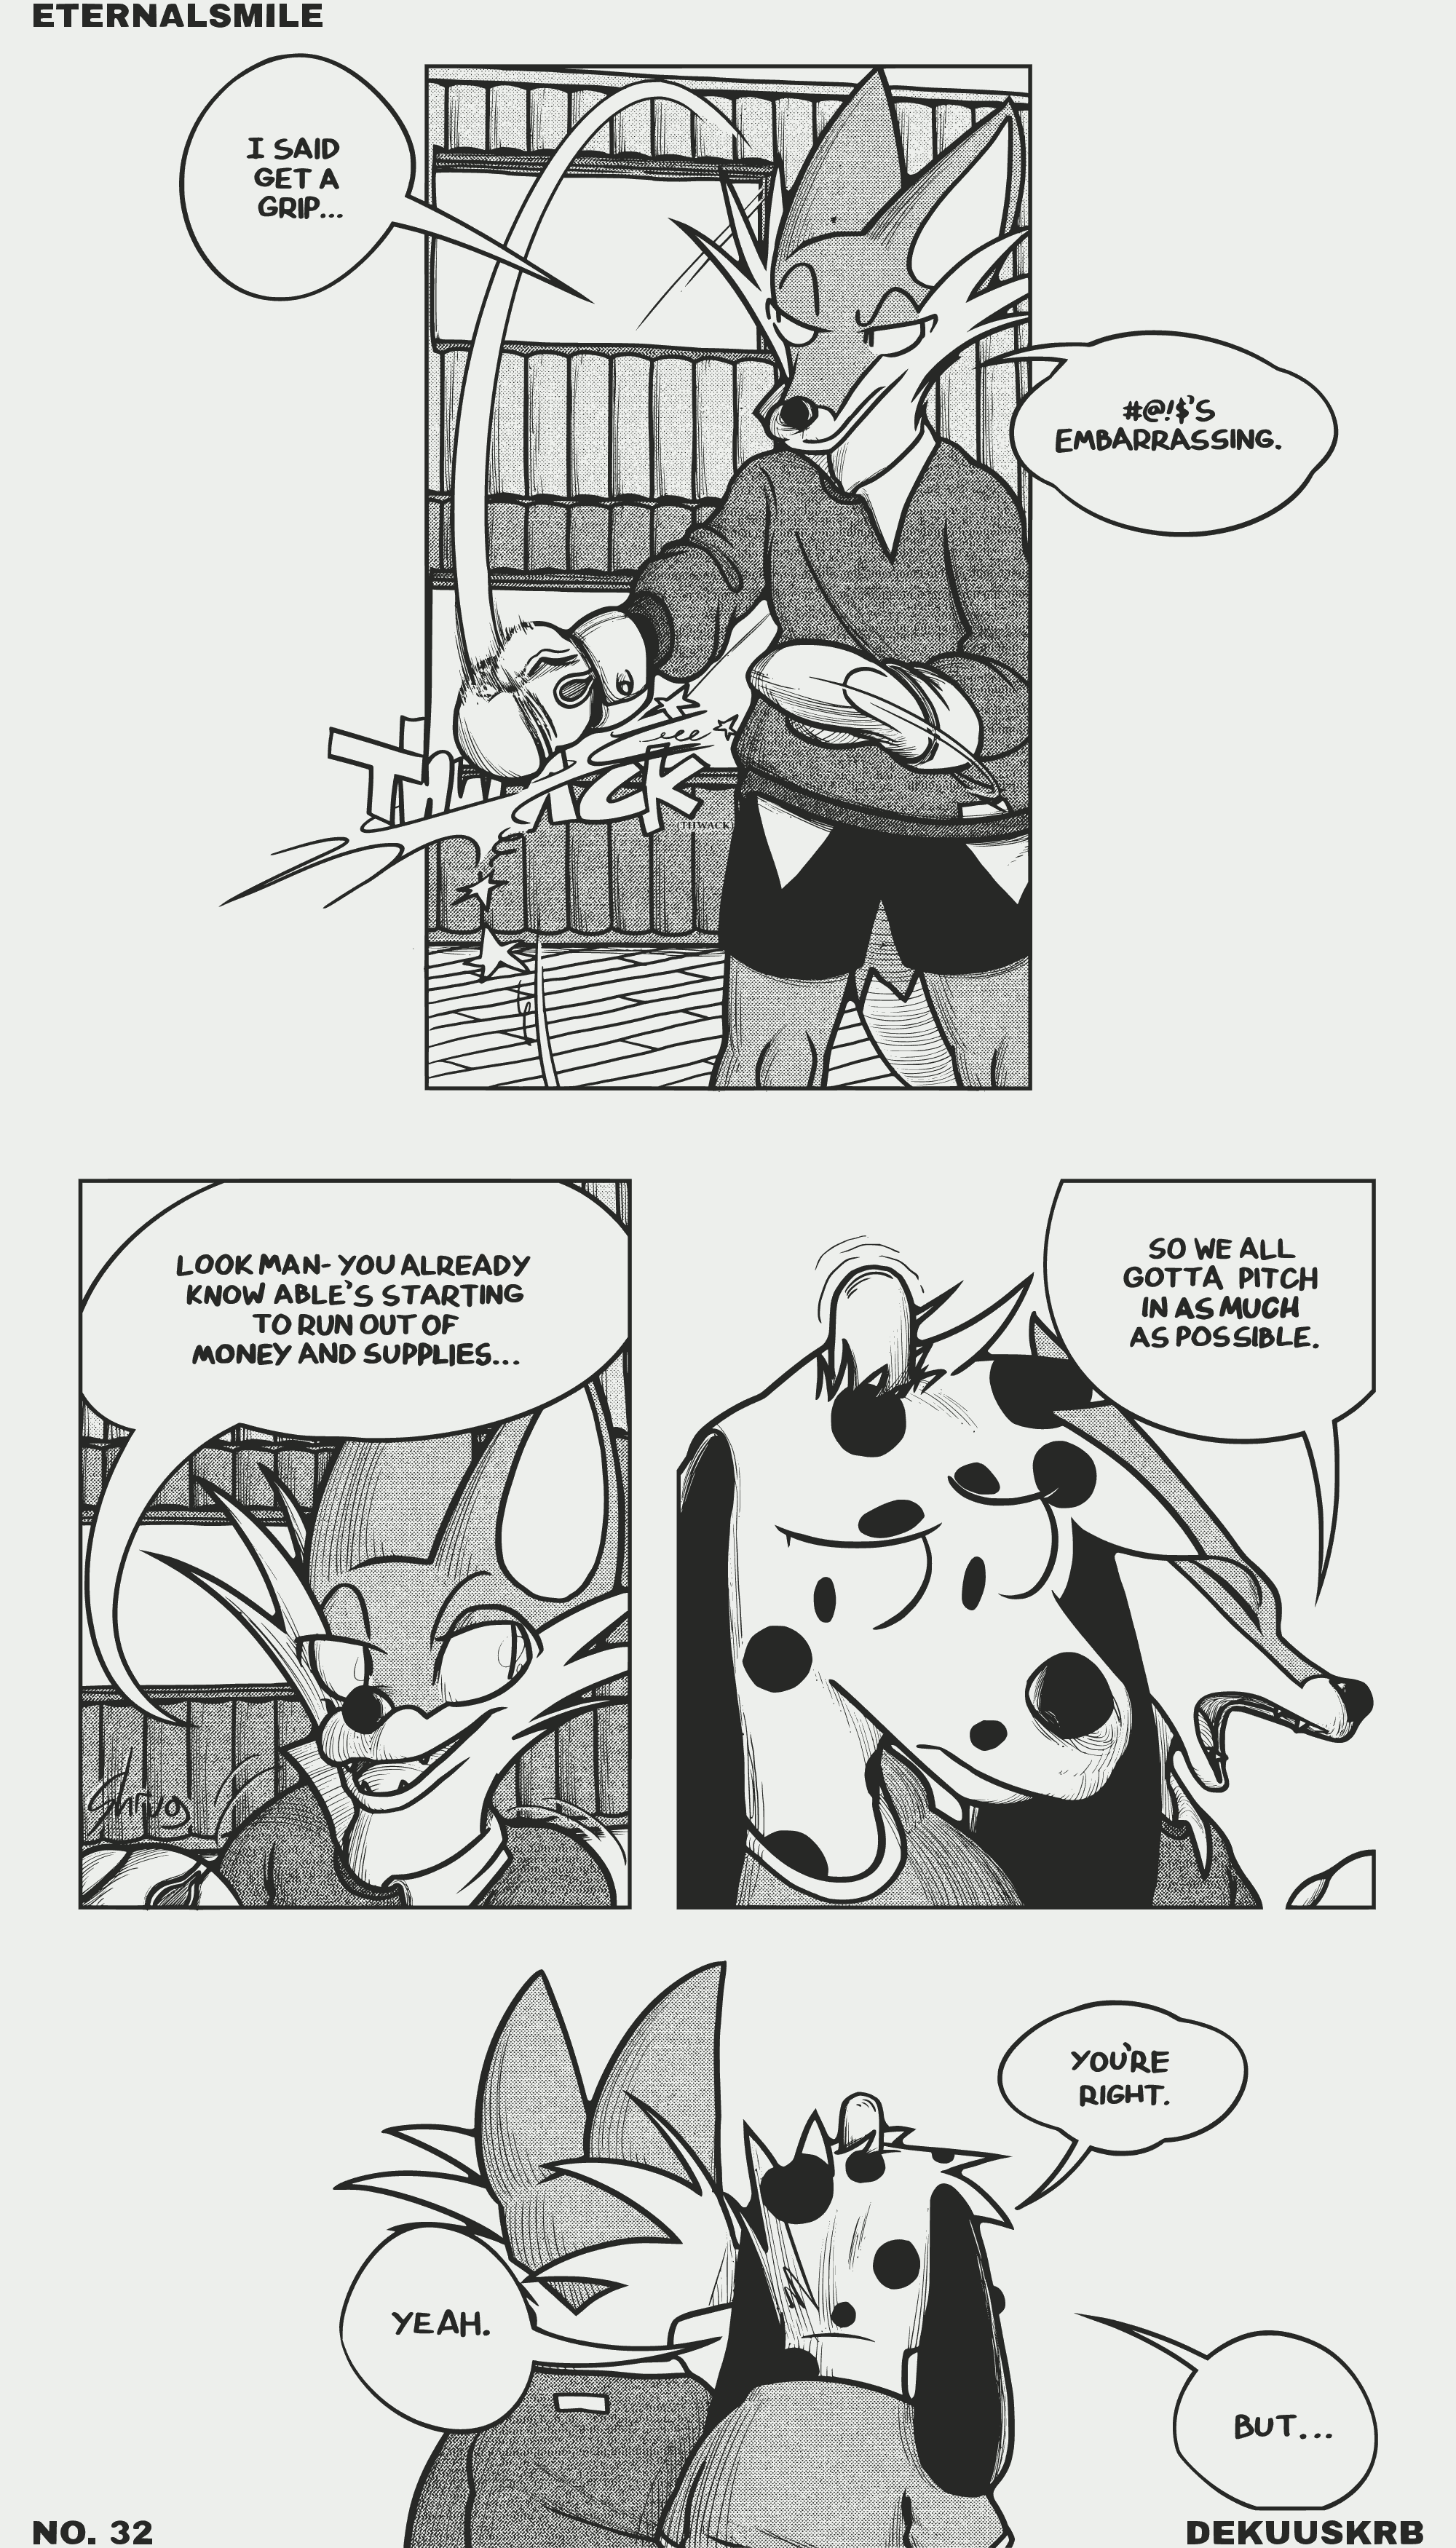 ETERNALSMILE
I SAID
GET A
GRIP...
#@!$'S
EMBARRASSING.
THWACK
(THWACK)
LOOK MAN- YOU ALREADY
KNOW ABLE'S STARTING
TO RUN OUT OF
MONEY AND SUPPLIES...
Shrug
SO WE ALL
GOTTA PITCH
IN AS MUCH
AS POSSIBLE.
YOU'RE
RIGHT.
YEAH.
BUT...
NO. 32
DEKUUSKRB